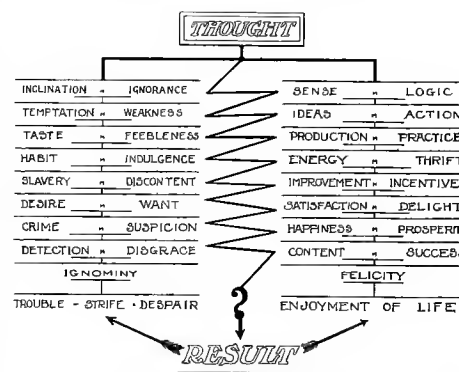 THOUGHT
INCLINATION " IGNORANCE
TEMPTATION " WEAKNESS
TASTE " FEEBLENESS
HABIT " INDULGENCE
SLAVERY " DISCONTENT
DESIRE " WANT
CRIME " SUSPICION
DETECTION " DISGRACE
IGNOMINY
TROUBLE - STRIFE - DESPAIR
SENSE " LOGIC
IDEAS " ACTION
PRODUCTION " PRACTICE
ENERGY " THRIFT
IMPROVEMENT " INCENTIVE
SATISFACTION " DELIGHT
HAPPINESS " PROSPERIT
CONTENT " SUCCESS
FELICITY
ENJOYMENT OF LIFE
?
RESULT